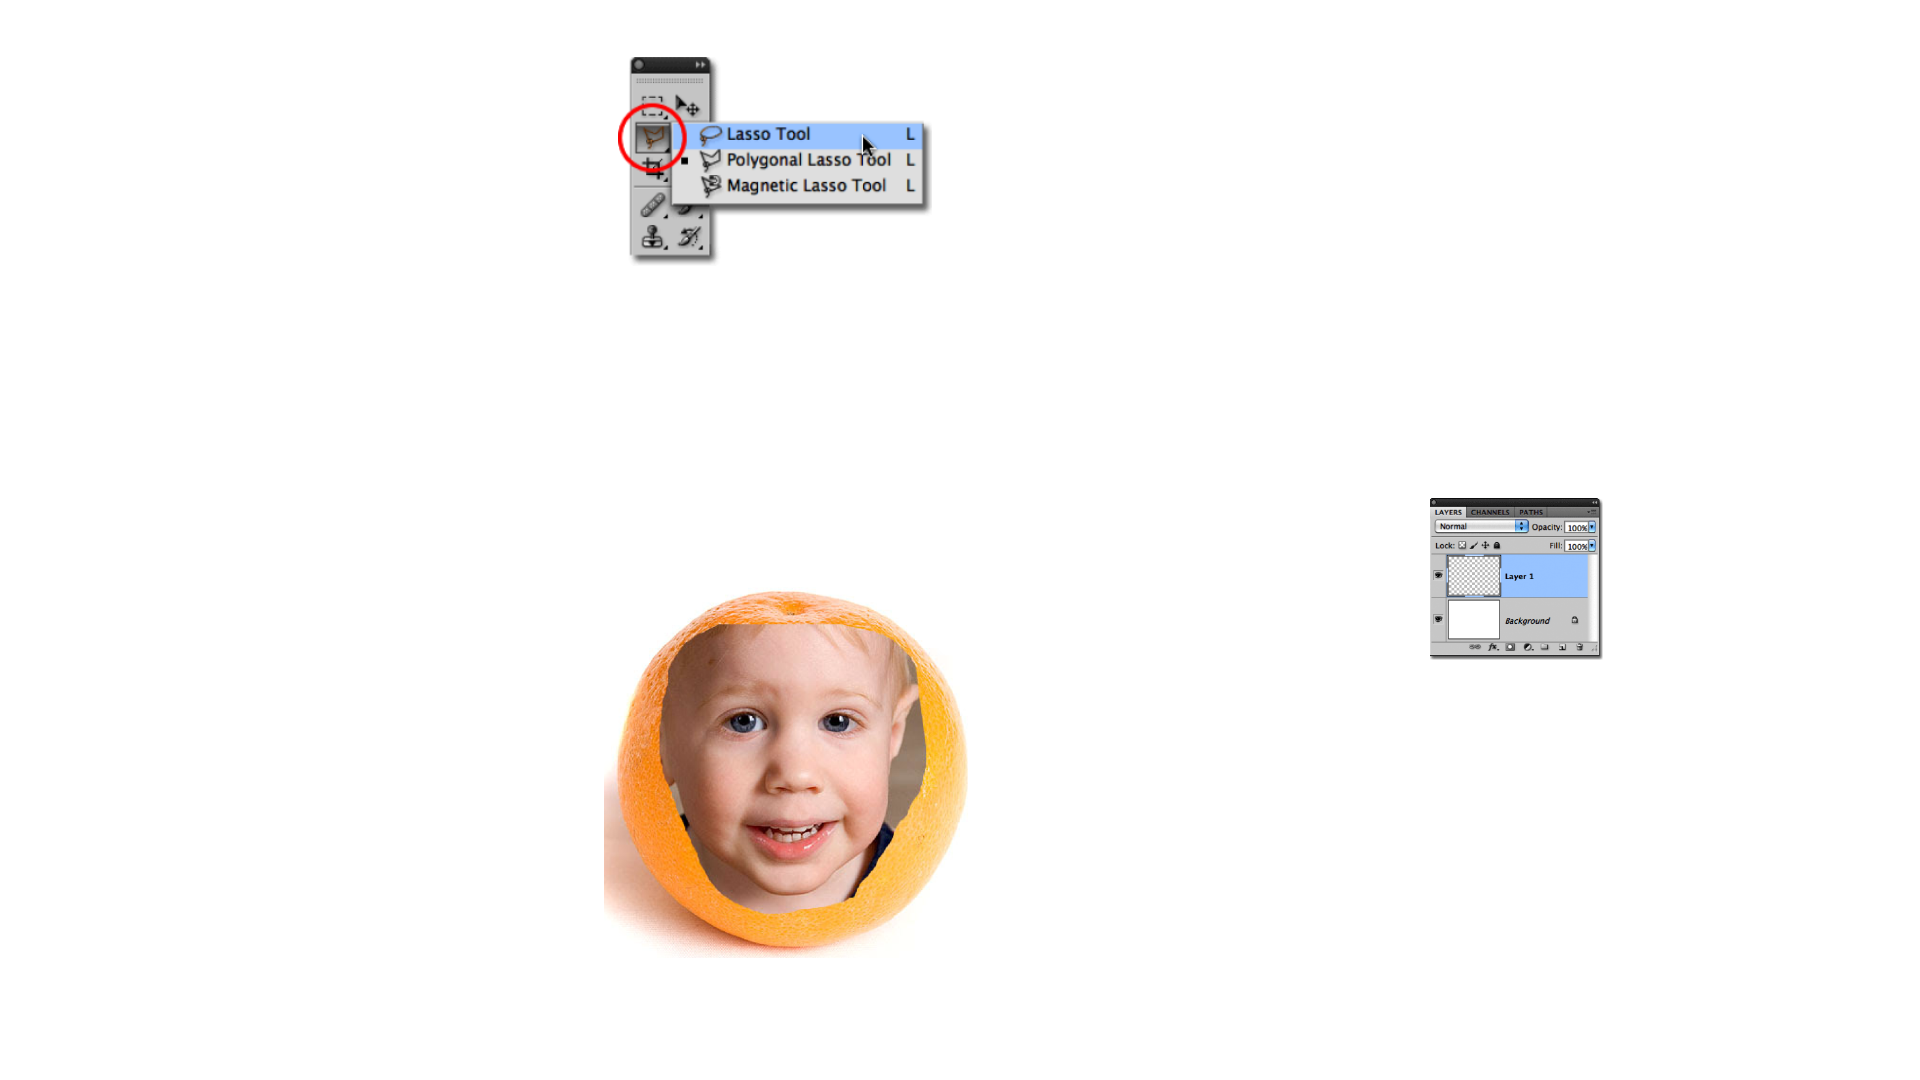 Lasso Tool L
Polygonal Lasso Tool L
Magnetic Lasso Tool L
LAYERS CHANNELS PATHS
Normal Opacity: 100%
Lock: Fill: 100%
Layer 1
Background
fx